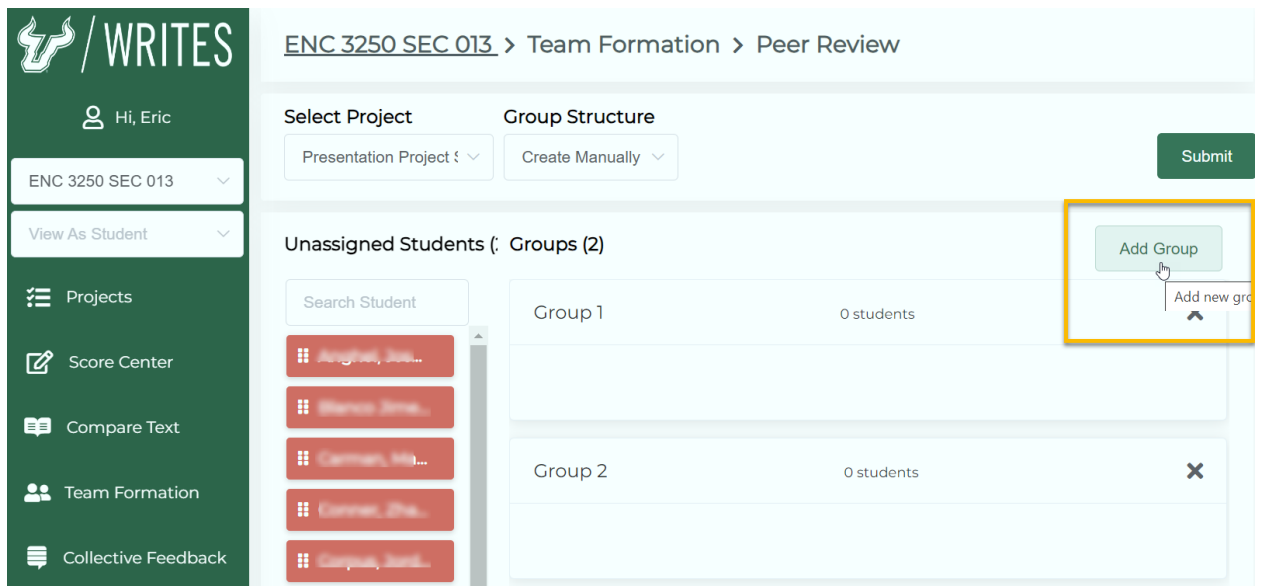 / WRITES
Hi, Eric
ENC 3250 SEC 013
View As Student
Projects
Score Center
Compare Text
Team Formation
Collective Feedback
ENC 3250 SEC 013 > Team Formation > Peer Review
Select Project
Group Structure
Presentation Project S
Create Manually
Submit
Unassigned Students (
Groups (2)
Add Group
Add new gro
Search Student
Group 1
0 students
Group 2
0 students